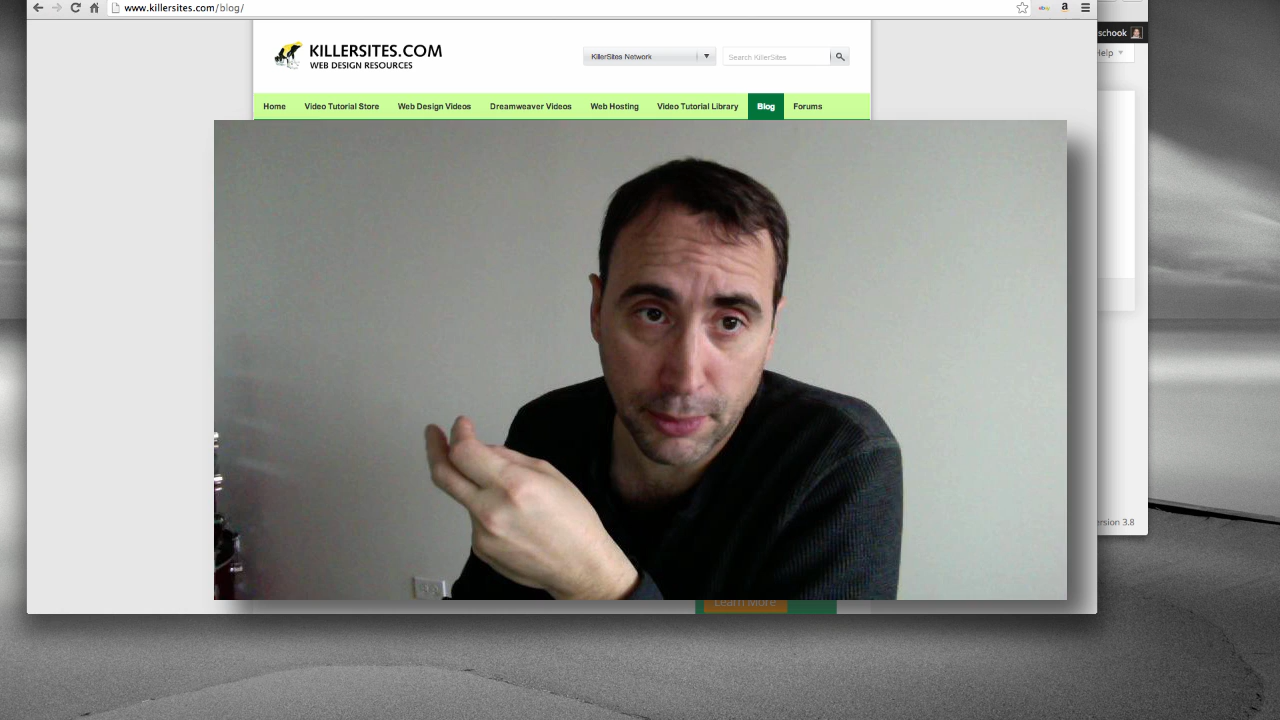 www.killersites.com/blog/
schook
Help
KILLERSITES.COM
WEB DESIGN RESOURCES
KillerSites Network
Search KillerSites
Home Video Tutorial Store Web Design Videos Dreamweaver Videos Web Hosting Video Tutorial Library Blog Forums
ersion 3.8
Learn More